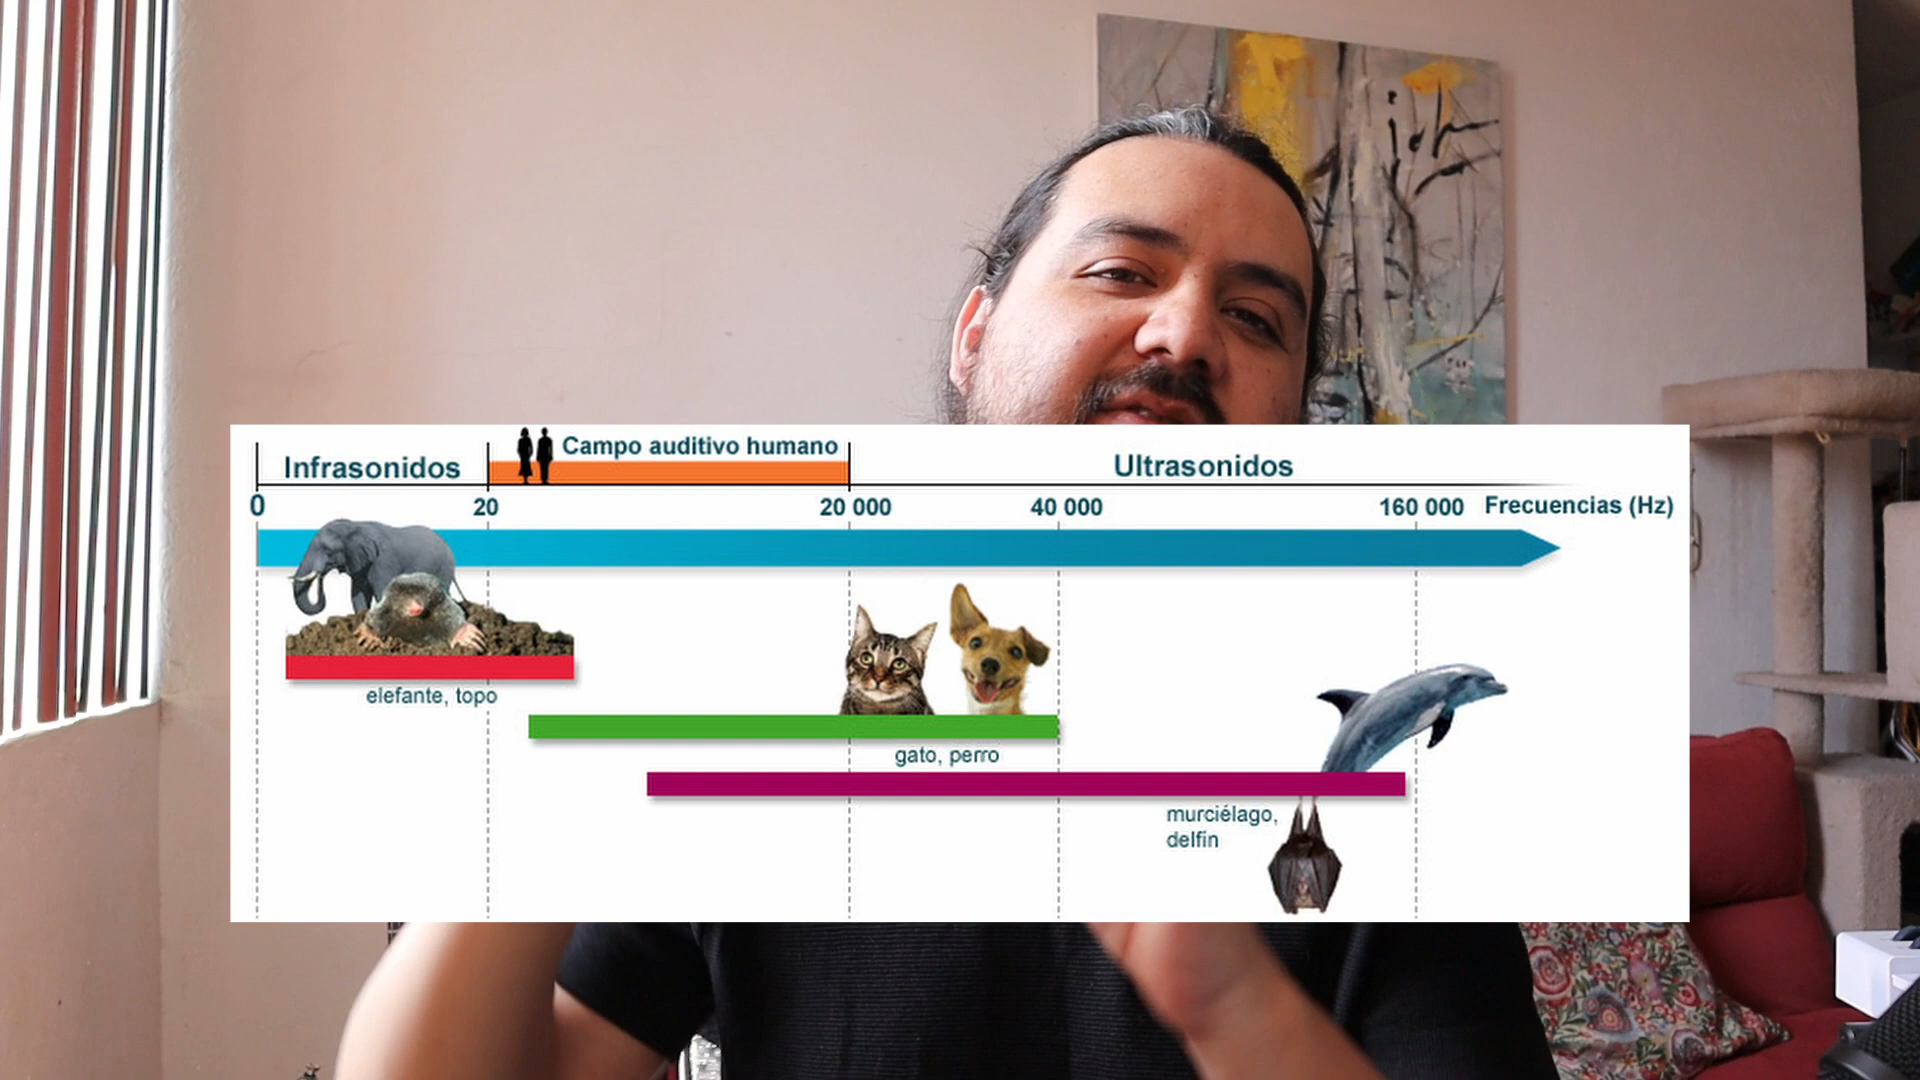 Campo auditivo humano
Infrasonidos
Ultrasonidos
0 20 20 000 40 000 160 000 Frecuencias (Hz)
elefante, topo
gato, perro
murciélago,
delfín